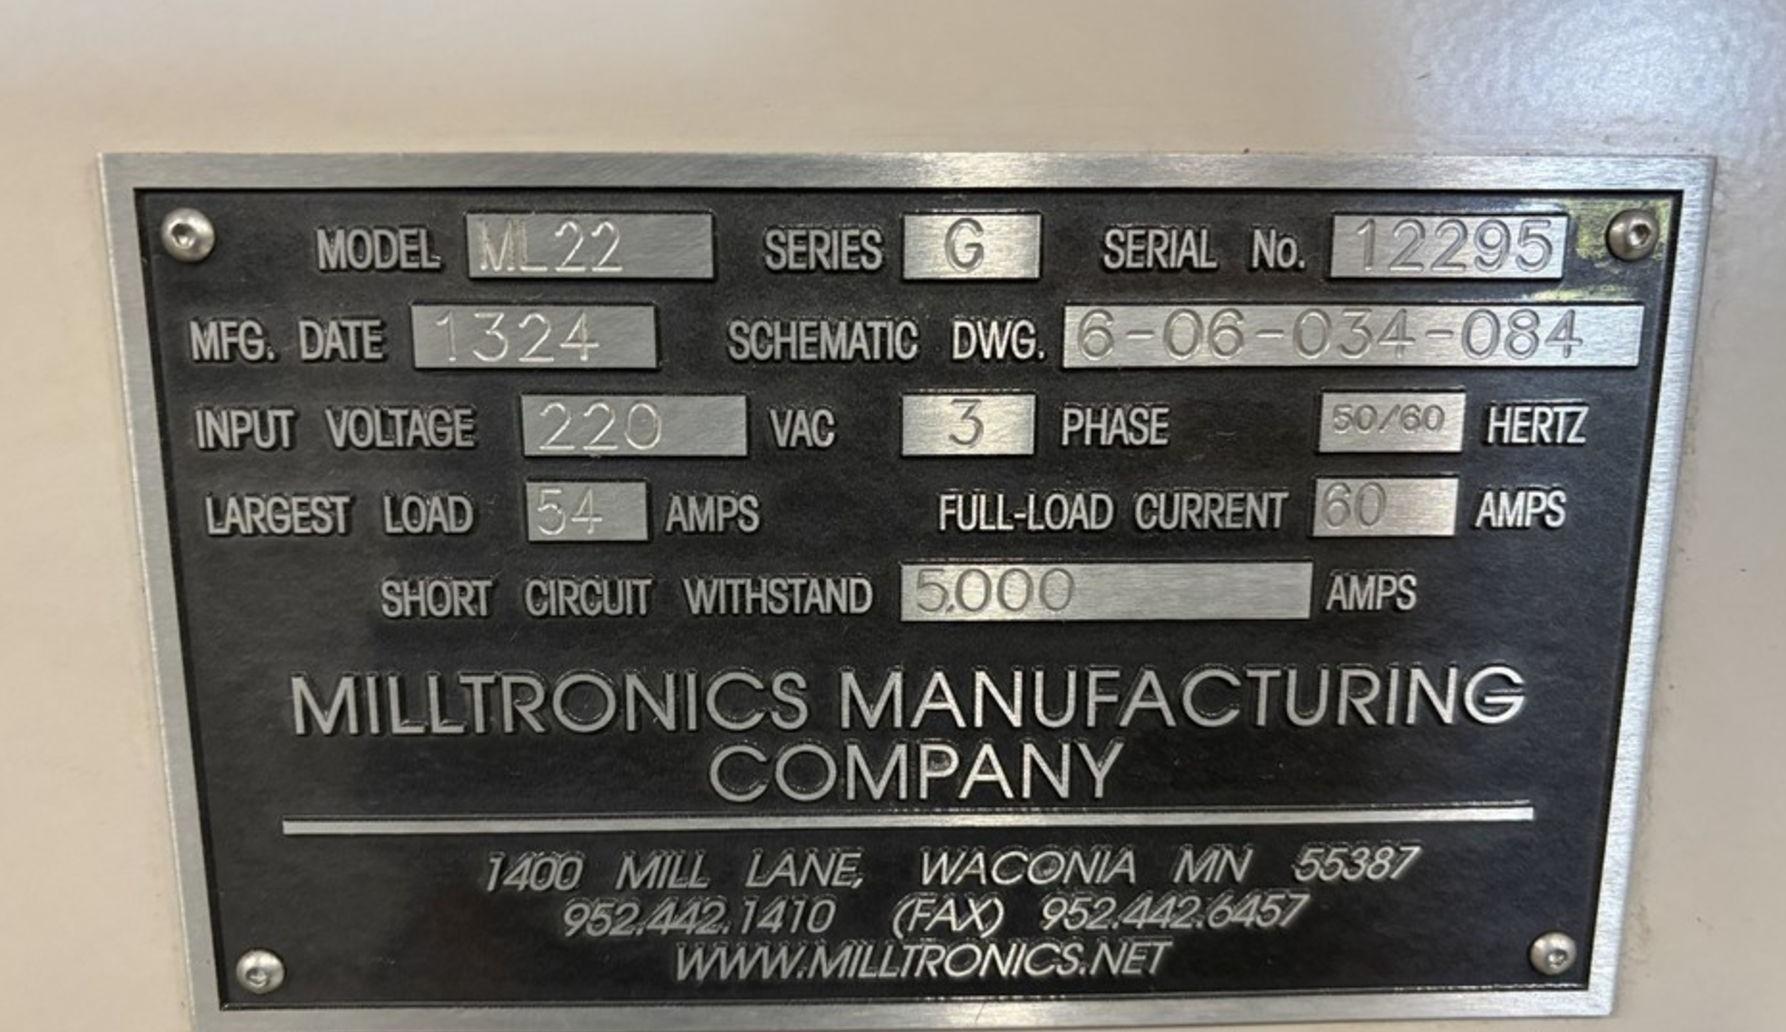 MODEL ML22 SERIES G SERIAL No. 12295
MFG. DATE 1324 SCHEMATIC DWG. 6-06-034-084
INPUT VOLTAGE 220 VAC 3 PHASE 50/60 HERTZ
LARGEST LOAD 54 AMPS FULL-LOAD CURRENT 60 AMPS
SHORT CIRCUIT WITHSTAND 5,000 AMPS
MILLTRONICS MANUFACTURING
COMPANY
1400 MILL LANE, WACONIA MN 55387
952.442.1410 (FAX) 952.442.6457
WWW.MILLTRONICS.NET